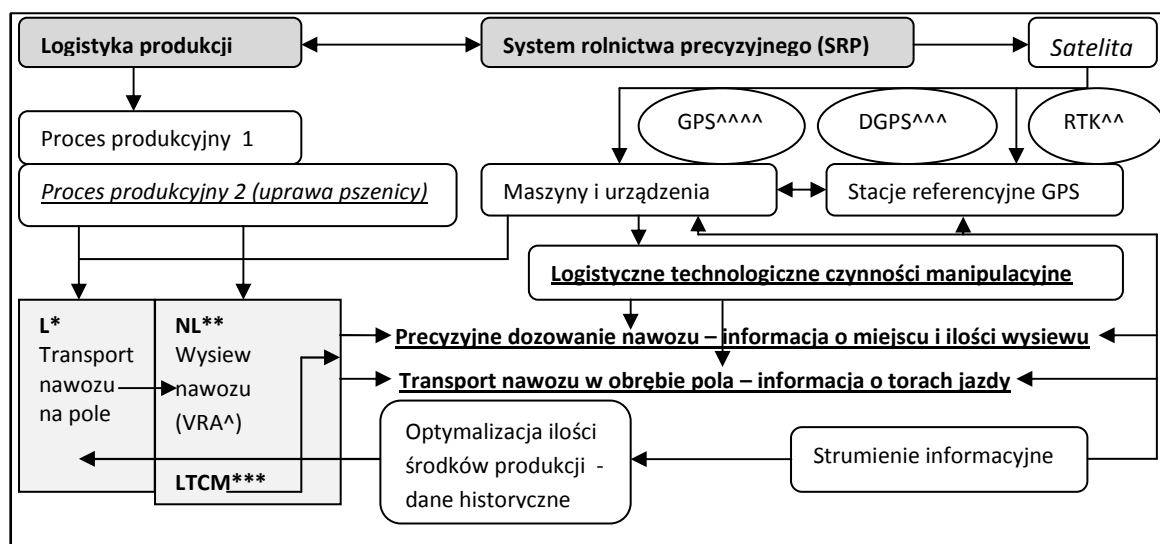 Logistyka produkcji
System rolnictwa precyzyjnego (SRP)
Satelita
GPS^^^^
DGPS^^^
RTK^^
Proces produkcyjny 1
Proces produkcyjny 2 (uprawa pszenicy)
Maszyny i urządzenia
Stacje referencyjne GPS
Logistyczne technologiczne czynności manipulacyjne
L*
Transport
nawozu
na pole
NL**
Wysiew
nawozu
(VRA^)
LTCM***
Precyzyjne dozowanie nawozu – informacja o miejscu i ilości wysiewu
Transport nawozu w obrębie pola – informacja o torach jazdy
Optymalizacja ilości
środków produkcji -
dane historyczne
Strumienie informacyjne